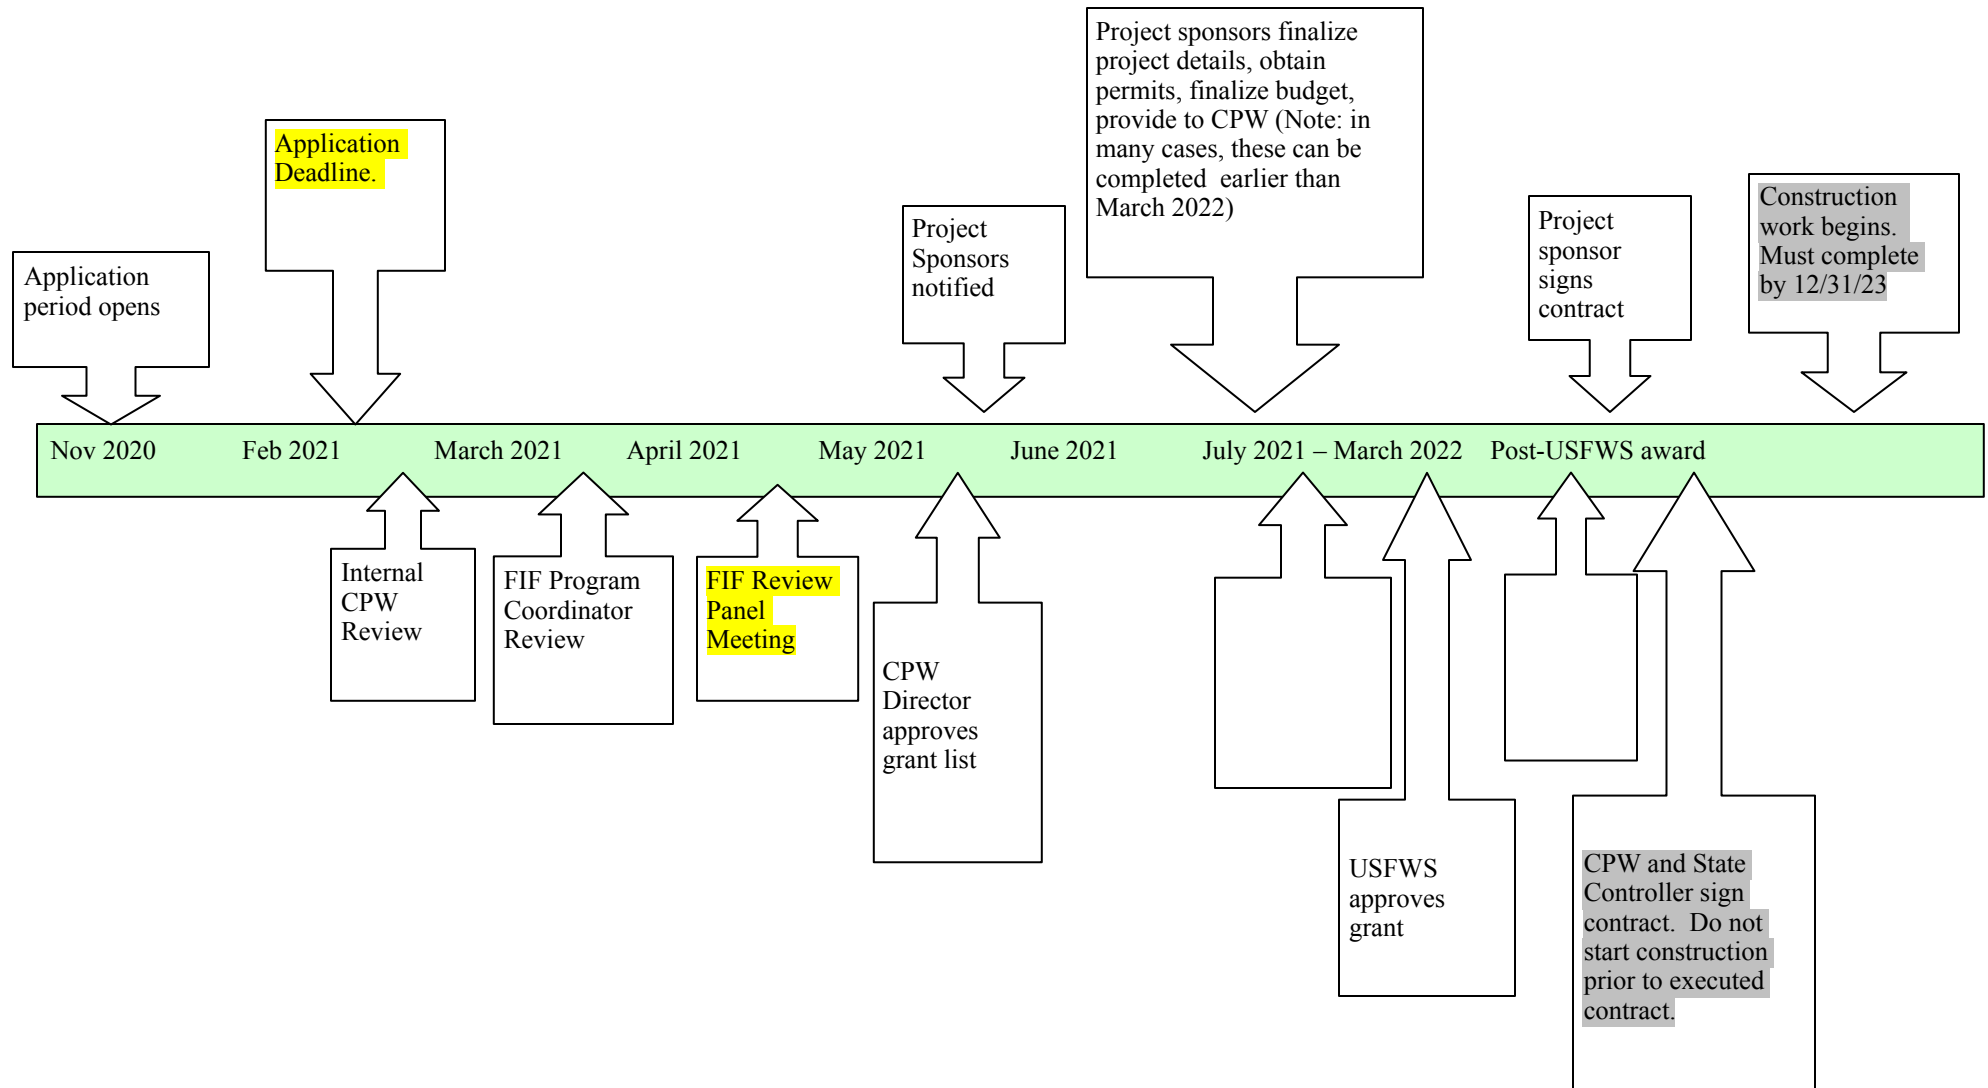 Project sponsors finalize
project details, obtain
permits, finalize budget,
provide to CPW (Note: in
many cases, these can be
completed  earlier than
March 2022)
Application
Deadline.
Construction
work begins.
Must complete
by 12/31/23
Project
Sponsors
notified
Project
sponsor
signs
contract
Application
period opens
Nov 2020 Feb 2021 March 2021 April 2021 May 2021 June 2021 July 2021 – March 2022 Post-USFWS award
Internal
CPW
Review
FIF Program
Coordinator
Review
FIF Review
Panel
Meeting
CPW
Director
approves
grant list
USFWS
approves
grant
CPW and State
Controller sign
contract.  Do not
start construction
prior to executed
contract.